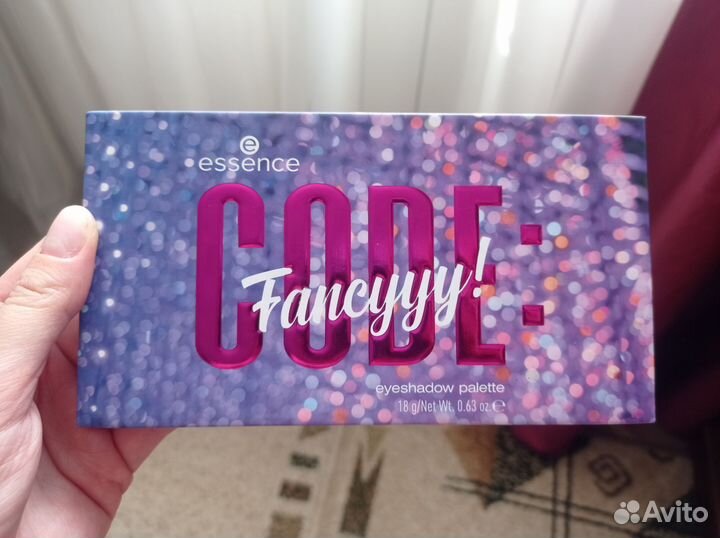 essence
CODE:
Fancyyy!
eyeshadow palette
18 g/Net Wt. 0.63 oz. ℮
Avito